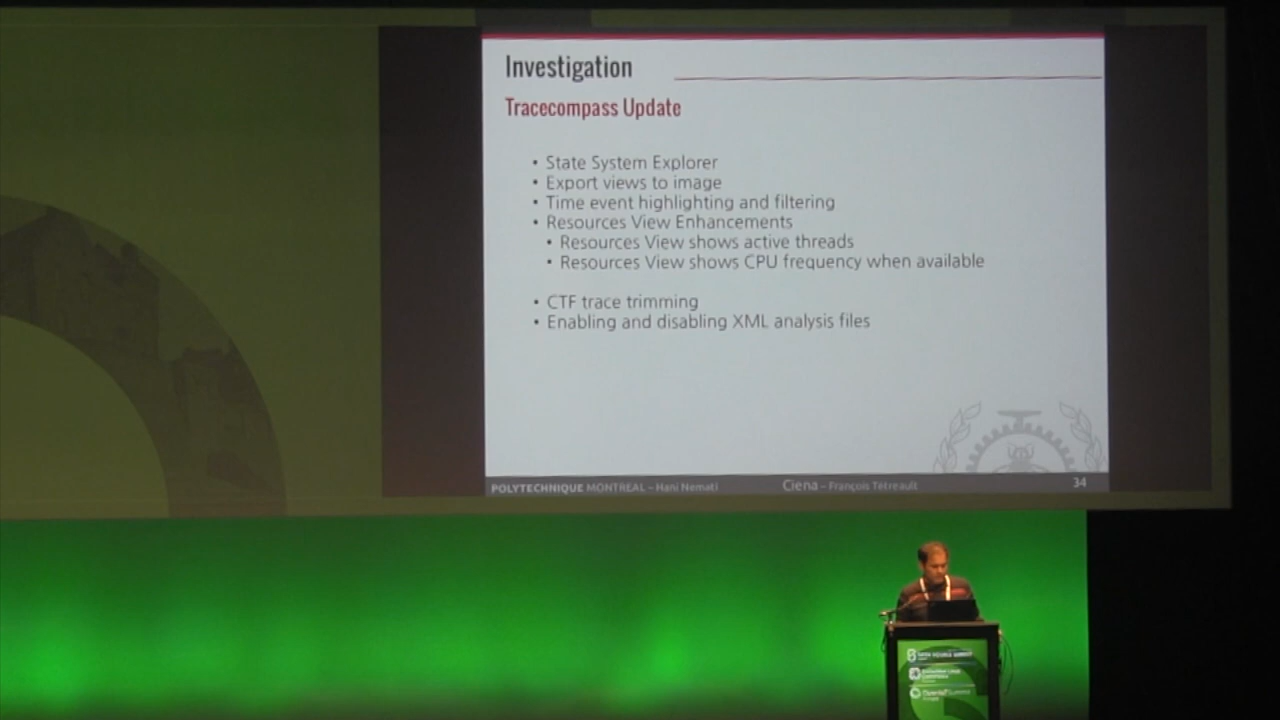 Investigation
Tracecompass Update
• State System Explorer
• Export views to image
• Time event highlighting and filtering
• Resources View Enhancements
• Resources View shows active threads
• Resources View shows CPU frequency when available
• CTF trace trimming
• Enabling and disabling XML analysis files
POLYTECHNIQUE MONTREAL – Hani Nemati
Ciena – François Tétreault
34